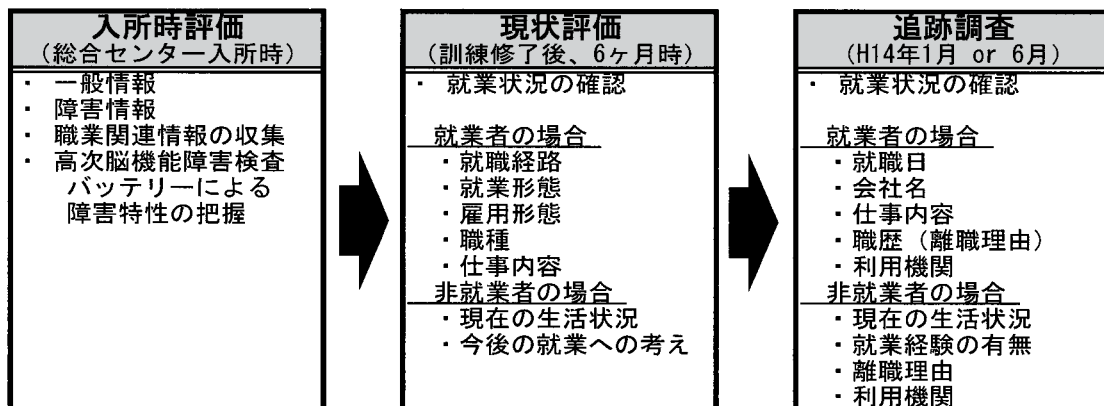 入所時評価
(総合センター入所時)
・ 一般情報
・ 障害情報
・ 職業関連情報の収集
・ 高次脳機能障害検査
バッテリーによる
障害特性の把握
現状評価
(訓練修了後、6ヶ月時)
・ 就業状況の確認
就業者の場合
・就職経路
・就業形態
・雇用形態
・職種
・仕事内容
非就業者の場合
・現在の生活状況
・今後の就業への考え
追跡調査
(H14年1月 or 6月)
・ 就業状況の確認
就業者の場合
・就職日
・会社名
・仕事内容
・職歴 (離職理由)
・利用機関
非就業者の場合
・現在の生活状況
・就業経験の有無
・離職理由
・利用機関